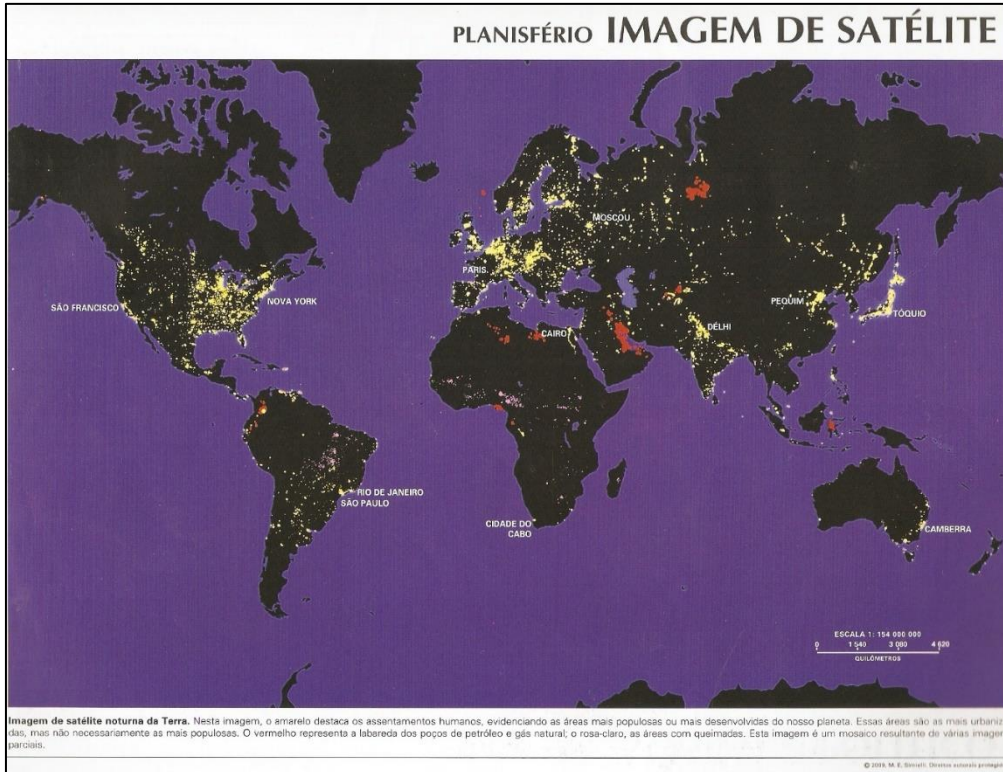 PLANISFÉRIO IMAGEM DE SATÉLITE
MOSCOU
PARIS.
NOVA YORK
SÃO FRANCISCO
PEQUIM
TÓQUIO
CAIRO
DÉLHI
RIO DE JANEIRO
SÃO PAULO
CIDADE DO
CABO
CAMBERRA
ESCALA 1: 154 000 000
0 1 540 3 080 4 620
QUILÔMETROS
Imagem de satélite noturna da Terra. Nesta imagem, o amarelo destaca os assentamentos humanos, evidenciando as áreas mais populosas ou mais desenvolvidas do nosso planeta. Essas áreas são as mais urbaniz
das, mas não necessariamente as mais populosas. O vermelho representa a labareda dos poços de petróleo e gás natural; o rosa-claro, as áreas com queimadas. Esta imagem é um mosaico resultante de várias image
parciais.
M. E. Simielli. Direitos autorais